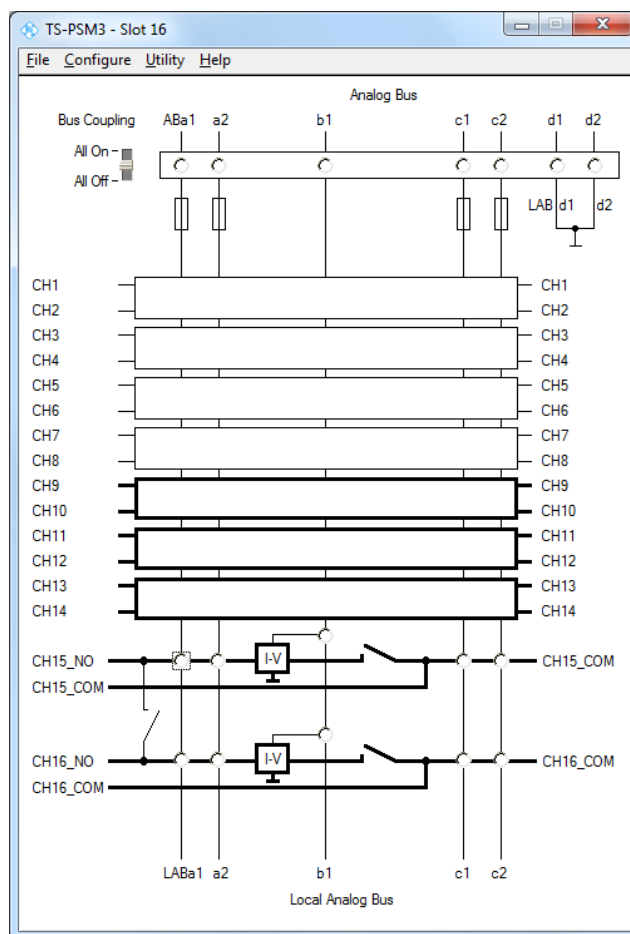 TS-PSM3 - Slot 16
File Configure Utility Help
Analog Bus
Bus Coupling ABa1 a2 b1 c1 c2 d1 d2
All On
All Off
LAB d1 d2
CH1 CH1
CH2 CH2
CH3 CH3
CH4 CH4
CH5 CH5
CH6 CH6
CH7 CH7
CH8 CH8
CH9 CH9
CH10 CH10
CH11 CH11
CH12 CH12
CH13 CH13
CH14 CH14
CH15_NO I-V CH15_COM
CH15_COM
CH16_NO I-V CH16_COM
CH16_COM
LABa1 a2 b1 c1 c2
Local Analog Bus